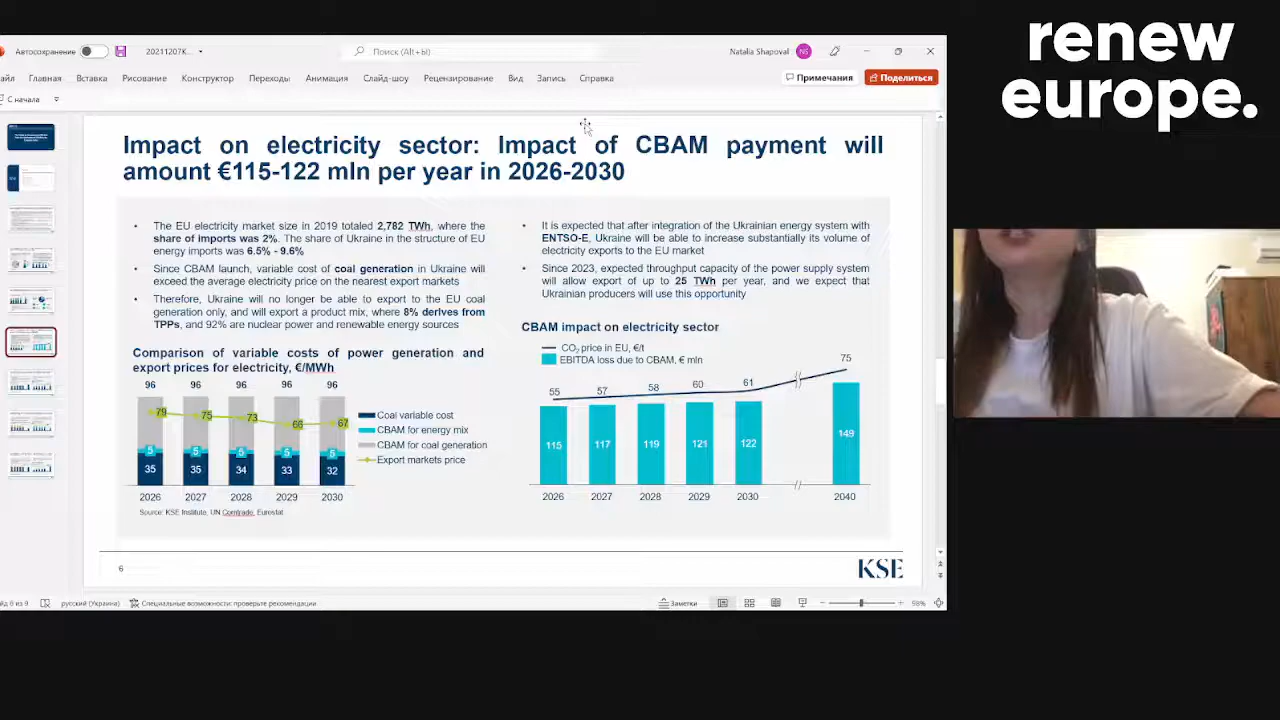 renew
europe.
Автосохранение
20211207K...
Поиск (Alt+Ы)
Natalia Shapoval
NS
айл Главная Вставка Рисование Конструктор Переходы Анимация Слайд-шоу Рецензирование Вид Запись Справка
Примечания
Поделиться
С начала
Impact on electricity sector: Impact of CBAM payment will
amount €115-122 mln per year in 2026-2030
• The EU electricity market size in 2019 totaled 2,782 TWh, where the
share of imports was 2%. The share of Ukraine in the structure of EU
energy imports was 6.5% - 9.6%
• Since CBAM launch, variable cost of coal generation in Ukraine will
exceed the average electricity price on the nearest export markets
• Therefore, Ukraine will no longer be able to export to the EU coal
generation only, and will export a product mix, where 8% derives from
TPPs, and 92% are nuclear power and renewable energy sources
Comparison of variable costs of power generation and
export prices for electricity, €/MWh
96 96 96 96 96
79 75 73 66 67
5 5 5 5 5
35 35 34 33 32
2026 2027 2028 2029 2030
Coal variable cost
CBAM for energy mix
CBAM for coal generation
Export markets price
Source: KSE Institute, UN Comtrade, Eurostat
• It is expected that after integration of the Ukrainian energy system with
ENTSO-E, Ukraine will be able to increase substantially its volume of
electricity exports to the EU market
• Since 2023, expected throughput capacity of the power supply system
will allow export of up to 25 TWh per year, and we expect that
Ukrainian producers will use this opportunity
CBAM impact on electricity sector
CO₂ price in EU, €/t
EBITDA loss due to CBAM, € mln
55 57 58 60 61 75
115 117 119 121 122 149
2026 2027 2028 2029 2030 2040
6
KSE
йд 6 из 9
русский (Украина)
Специальные возможности: проверьте рекомендации
Заметки
98%